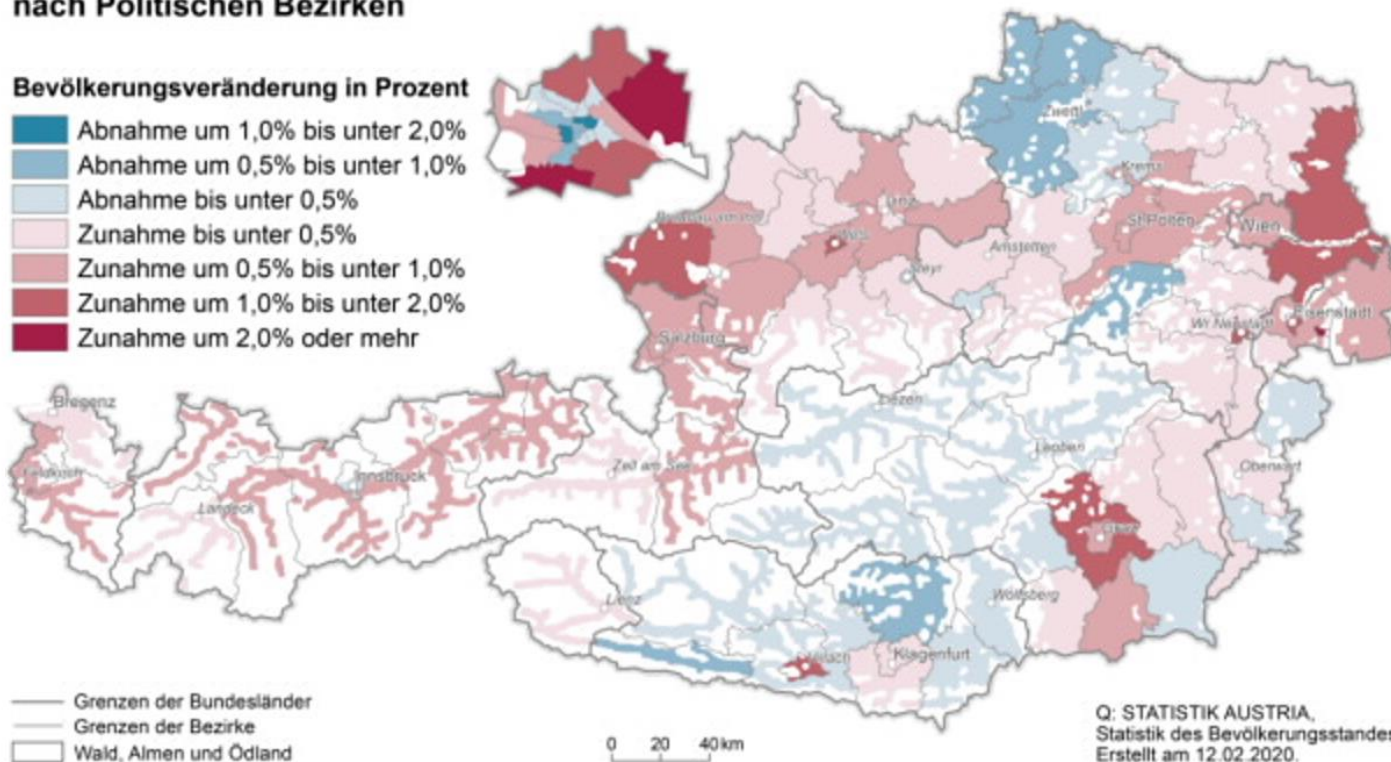 nach Politischen Bezirken
Bevölkerungsveränderung in Prozent
Abnahme um 1,0% bis unter 2,0%
Abnahme um 0,5% bis unter 1,0%
Abnahme bis unter 0,5%
Zunahme bis unter 0,5%
Zunahme um 0,5% bis unter 1,0%
Zunahme um 1,0% bis unter 2,0%
Zunahme um 2,0% oder mehr
Zwettl
Krems
Linz
St.Pölten
Wien
Wels
Amstetten
Steyr
Eisenstadt
Wr.Neustadt
Salzburg
Bregenz
Liezen
Leoben
Oberwart
Feldkirch
Innsbruck
Zell am See
Landeck
Graz
Wolfsberg
Lienz
Villach
Klagenfurt
Grenzen der Bundesländer
Grenzen der Bezirke
Wald, Almen und Ödland
0 20 40 km
Q: STATISTIK AUSTRIA,
Statistik des Bevölkerungsstandes
Erstellt am 12.02.2020.